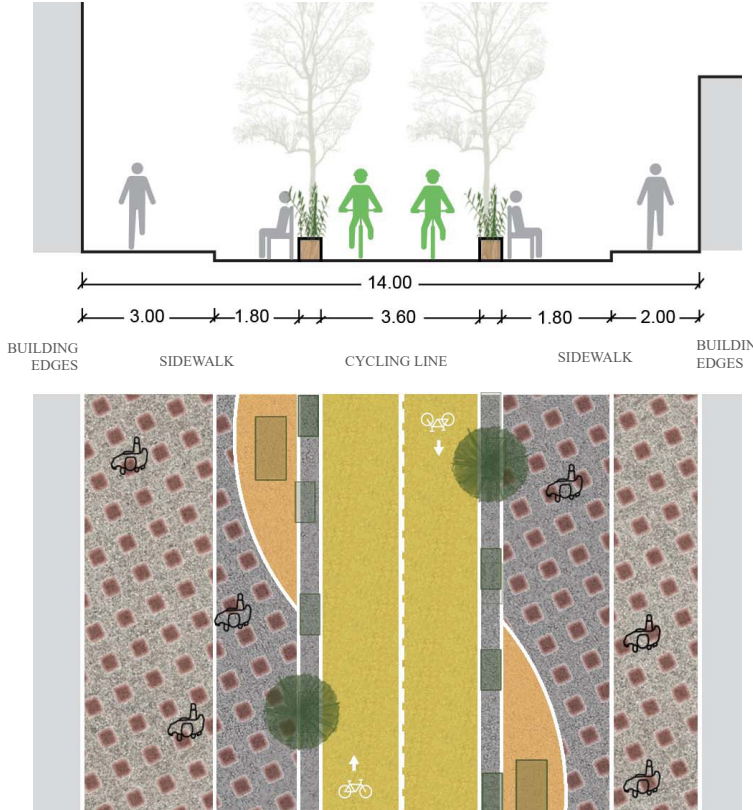 14.00
3.00 1.80 3.60 1.80 2.00
BUILDING
EDGES
SIDEWALK
CYCLING LINE
SIDEWALK
BUILDIN
EDGES